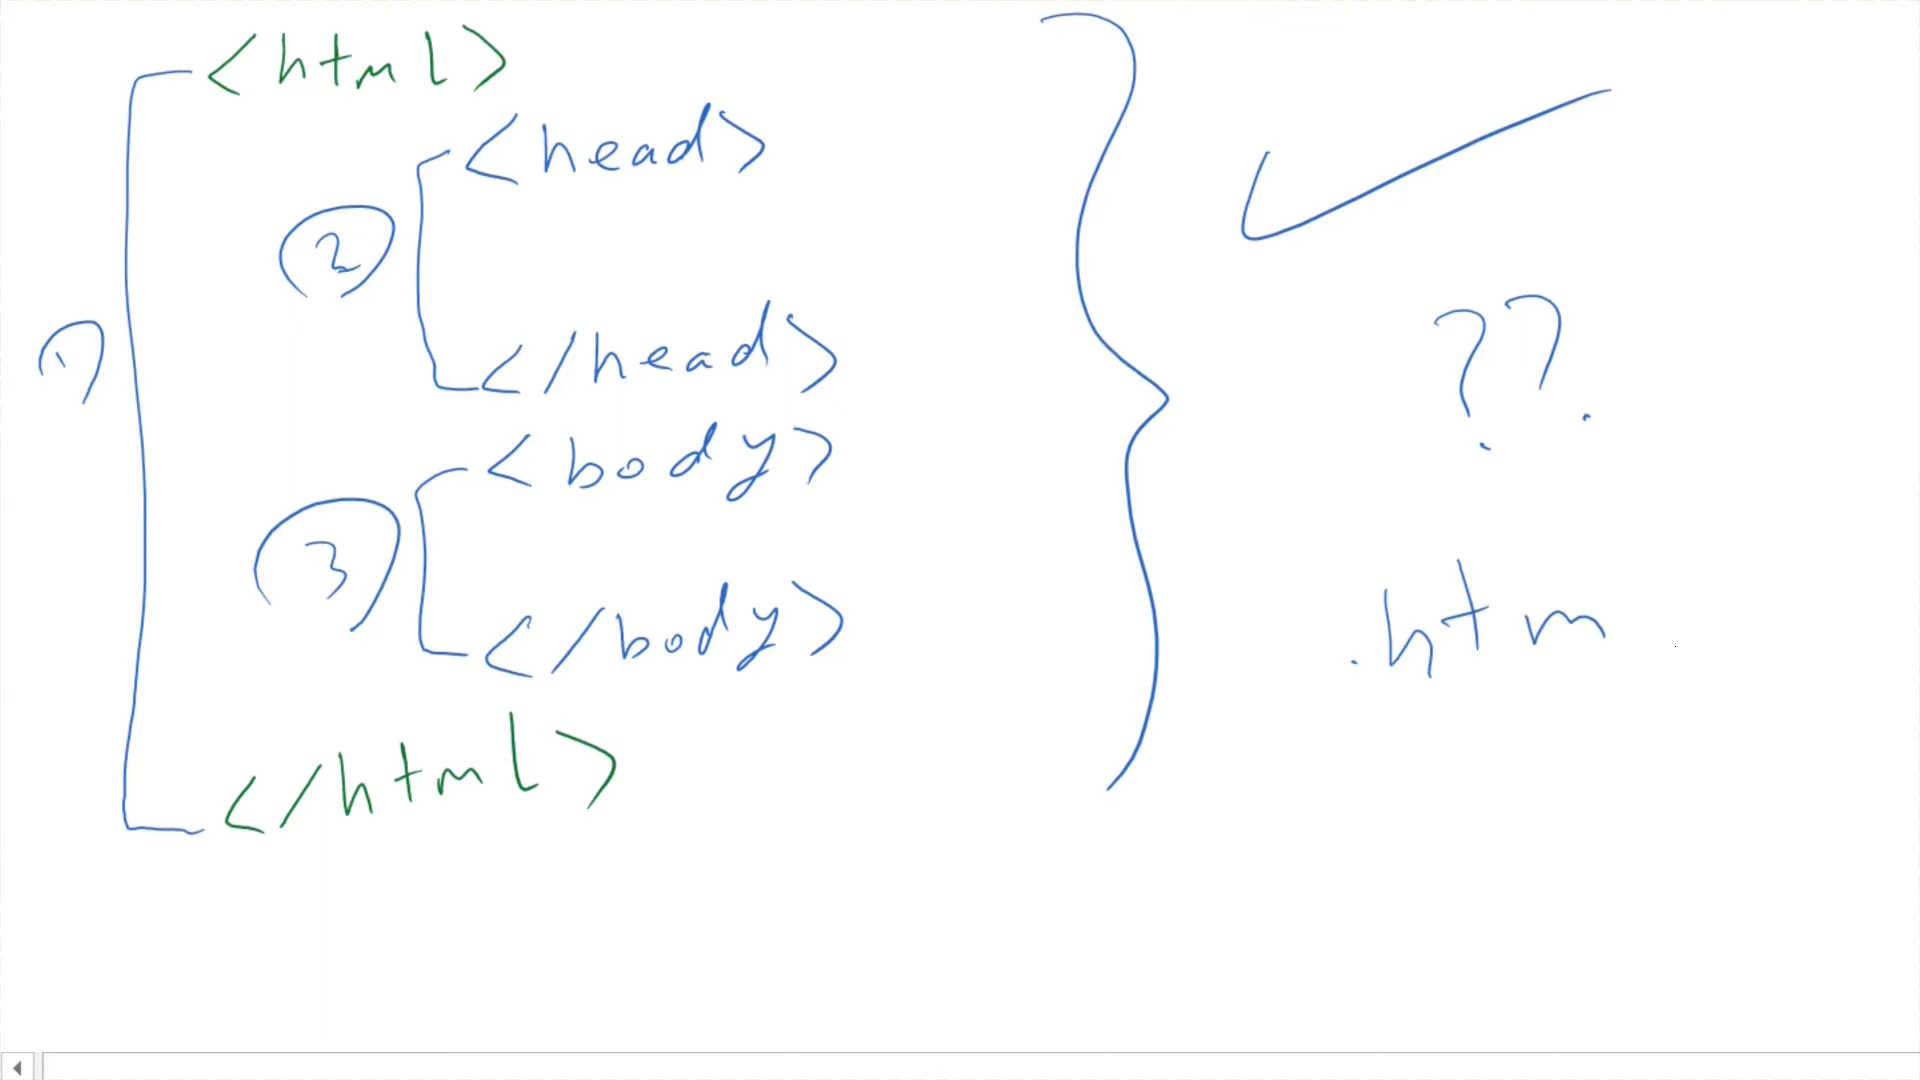 <html>
<head>
2
</head>
1
<body>
3
</body>
</html>
??
.htm